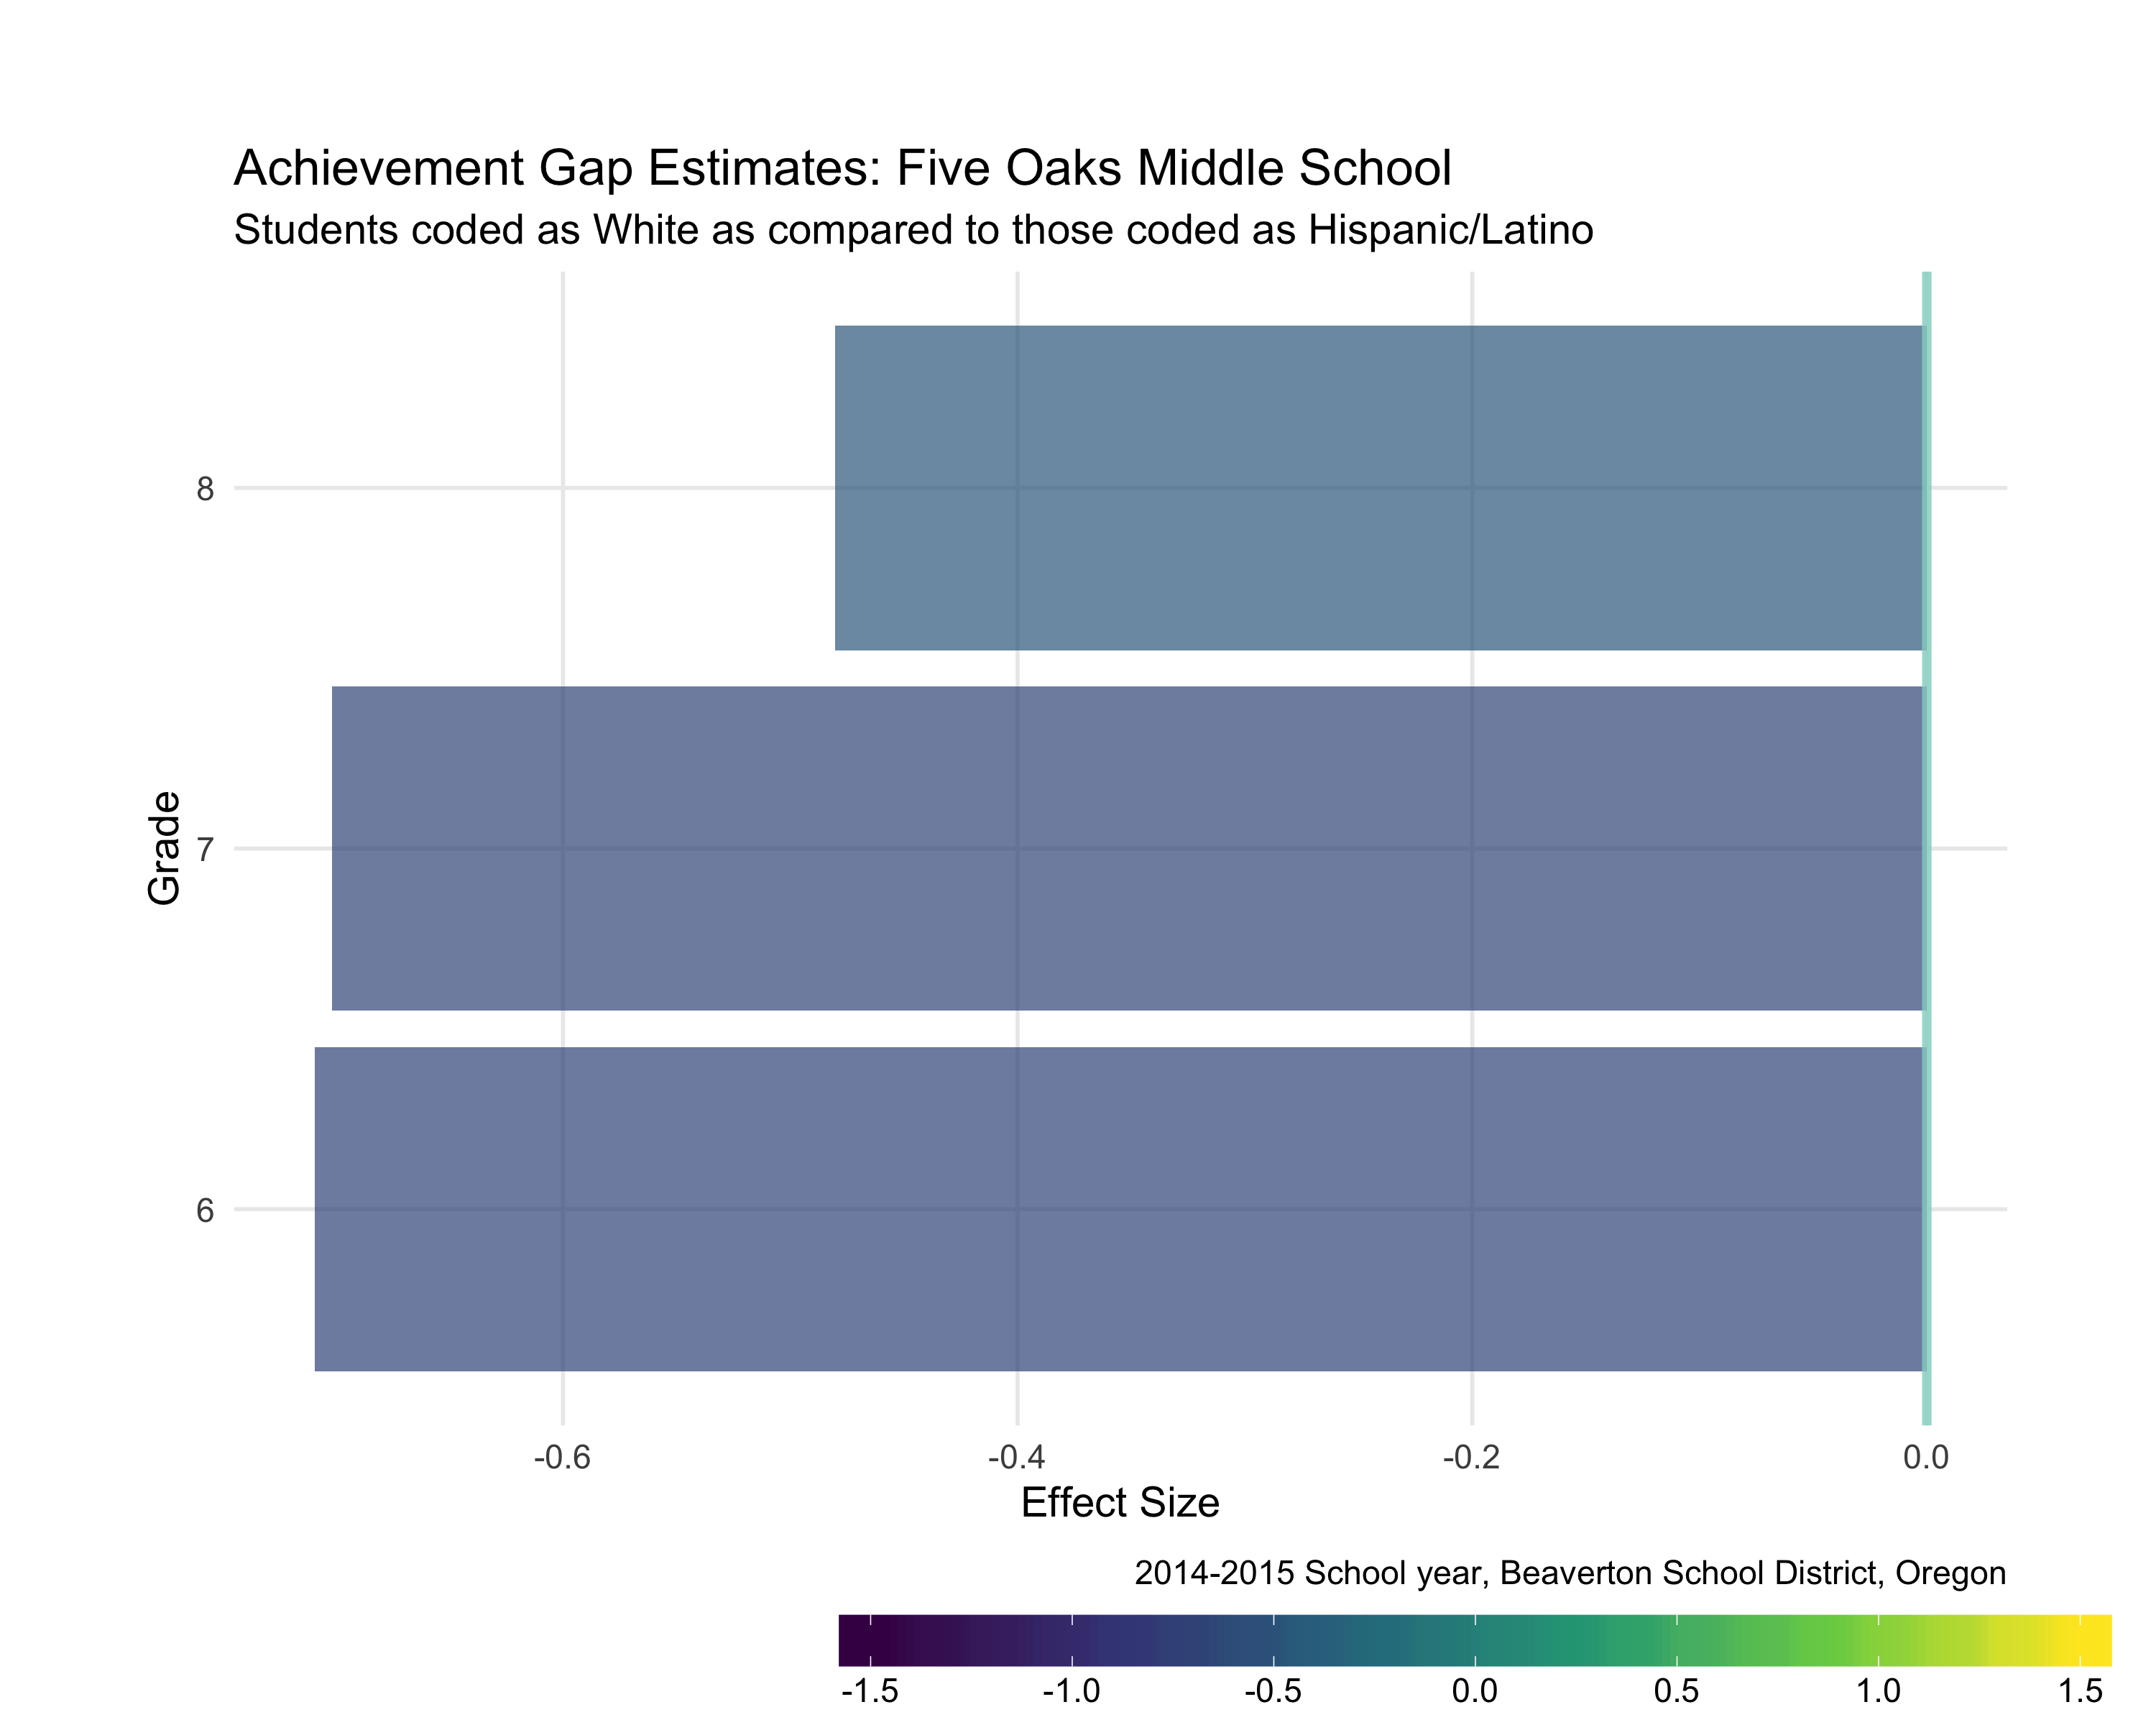 Achievement Gap Estimates: Five Oaks Middle School
Students coded as White as compared to those coded as Hispanic/Latino
8
7
6
Grade
-0.6 -0.4 -0.2 0.0
Effect Size
2014-2015 School year, Beaverton School District, Oregon
-1.5 -1.0 -0.5 0.0 0.5 1.0 1.5